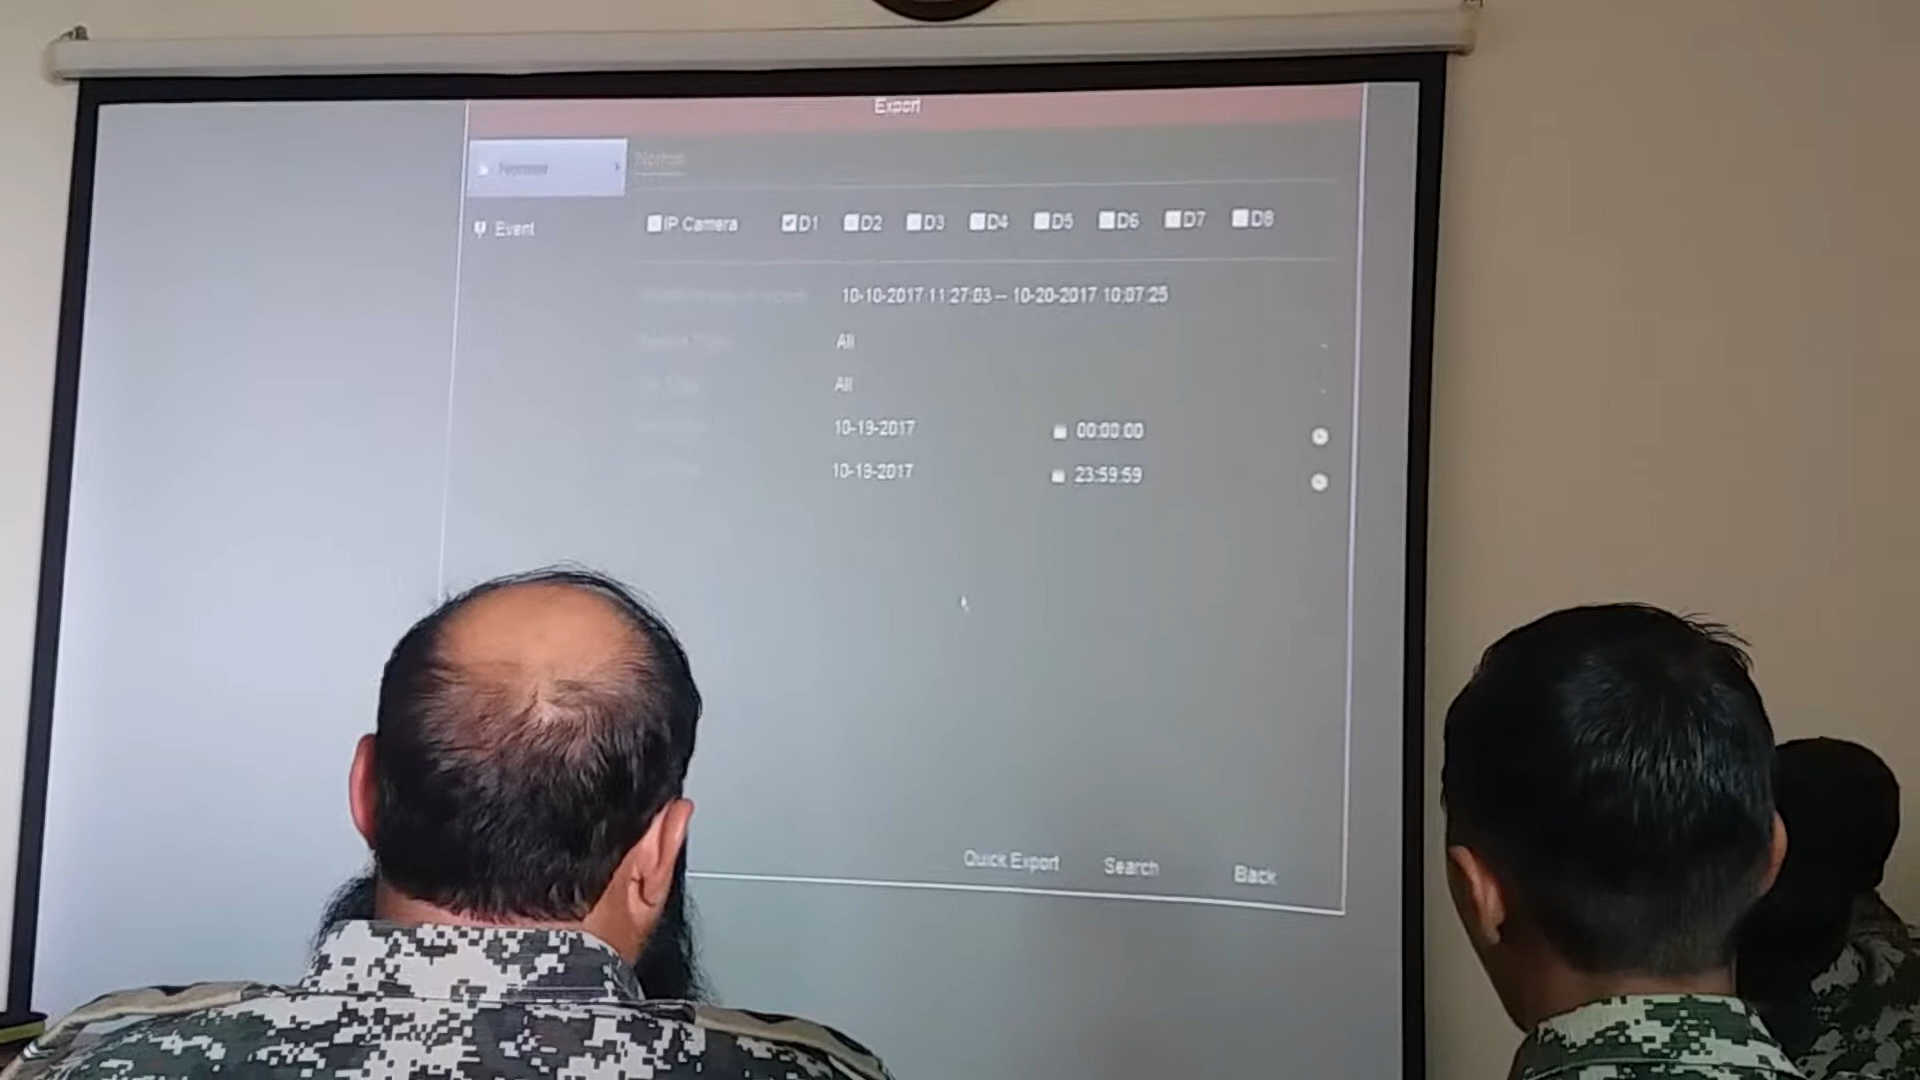 Export
Normal
Normal
Event
IP Camera D1 D2 D3 D4 D5 D6 D7 D8
10-10-2017 11:27:03 -- 10-20-2017 10:07:25
All
All
10-19-2017 00:00:00
10-19-2017 23:59:59
Quick Export Search Back